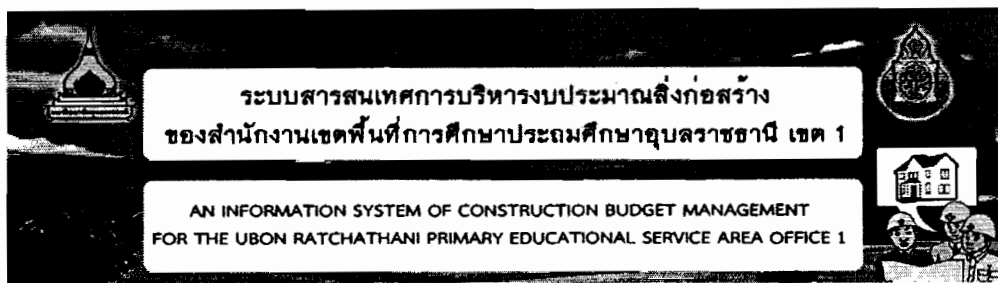 ระบบสารสนเทศการบริหารงบประมาณสิ่งก่อสร้าง
ของสำนักงานเขตพื้นที่การศึกษาประถมศึกษาอุบลราชธานี เขต 1
AN INFORMATION SYSTEM OF CONSTRUCTION BUDGET MANAGEMENT
FOR THE UBON RATCHATHANI PRIMARY EDUCATIONAL SERVICE AREA OFFICE 1